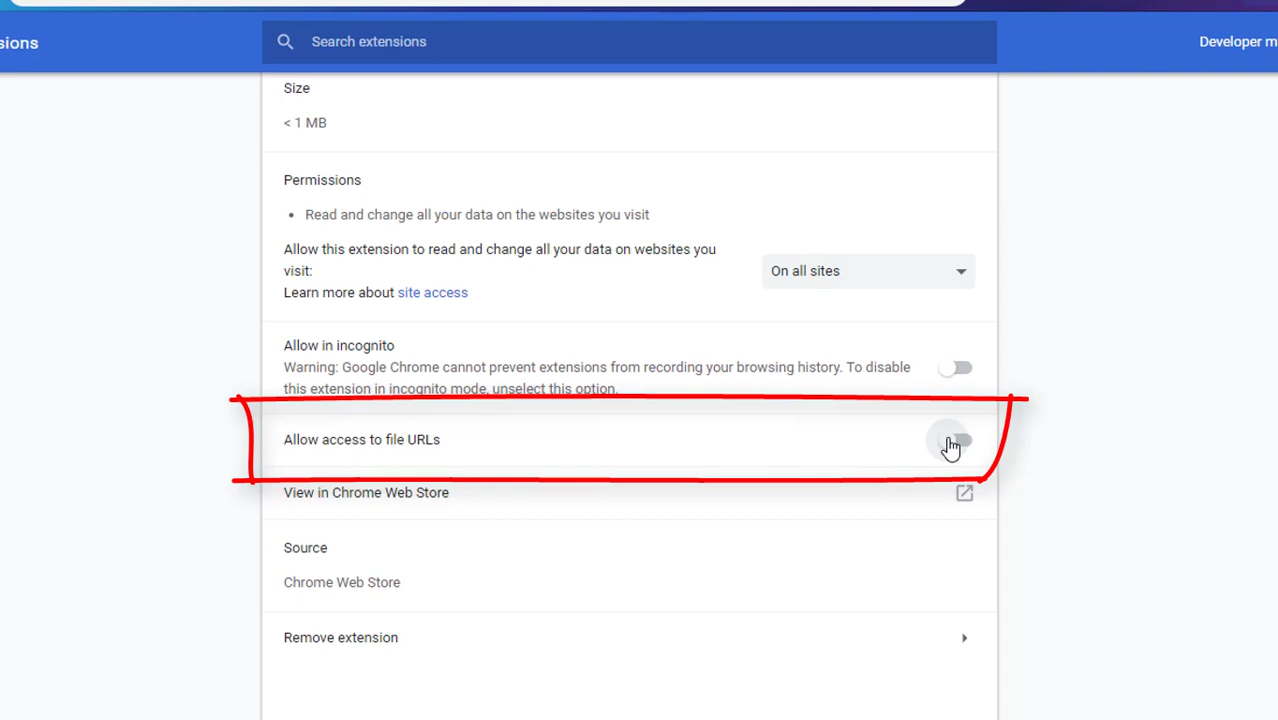 sions
Search extensions
Developer m
Size
< 1 MB
Permissions
• Read and change all your data on the websites you visit
Allow this extension to read and change all your data on websites you
visit:
On all sites
Learn more about site access
Allow in incognito
Warning: Google Chrome cannot prevent extensions from recording your browsing history. To disable
this extension in incognito mode, unselect this option.
Allow access to file URLs
View in Chrome Web Store
Source
Chrome Web Store
Remove extension